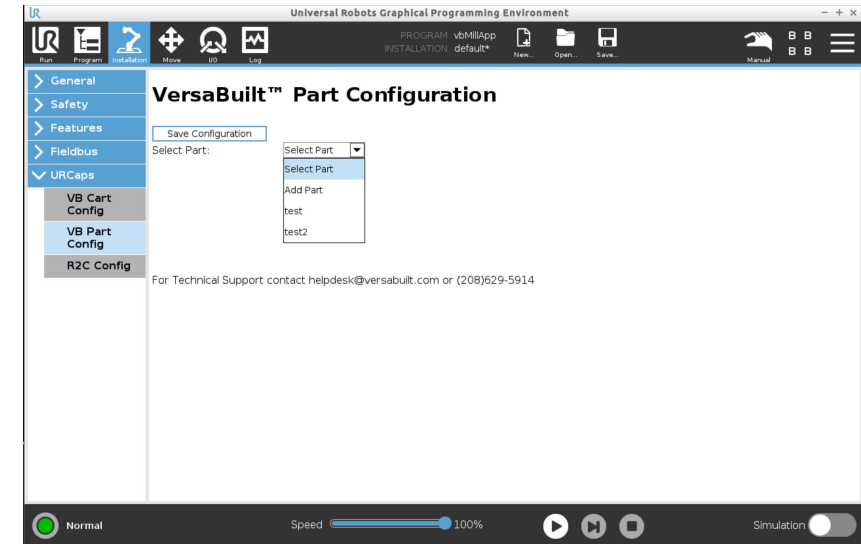 UR
Universal Robots Graphical Programming Environment
UR
Run
Program
Installation
Move
I/O
Log
PROGRAM vbMillApp
INSTALLATION default*
New...
Open...
Save...
Manual
B B
B B
General
Safety
Features
Fieldbus
URCaps
VB Cart
Config
VB Part
Config
R2C Config
VersaBuilt™ Part Configuration
Save Configuration
Select Part:
Select Part
Select Part
Add Part
test
test2
For Technical Support contact helpdesk@versabuilt.com or (208)629-5914
Normal
Speed
100%
Simulation